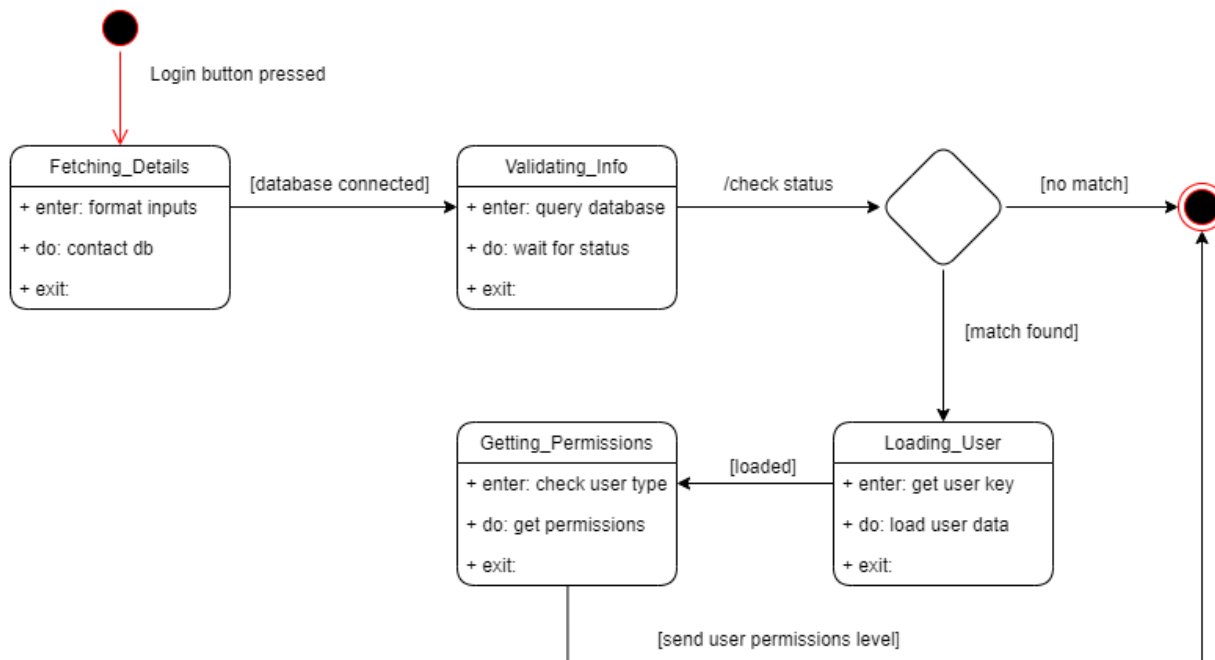 Login button pressed
Fetching_Details
+ enter: format inputs
+ do: contact db
+ exit:
[database connected]
Validating_Info
+ enter: query database
+ do: wait for status
+ exit:
/check status
[no match]
[match found]
Getting_Permissions
+ enter: check user type
+ do: get permissions
+ exit:
[loaded]
Loading_User
+ enter: get user key
+ do: load user data
+ exit:
[send user permissions level]